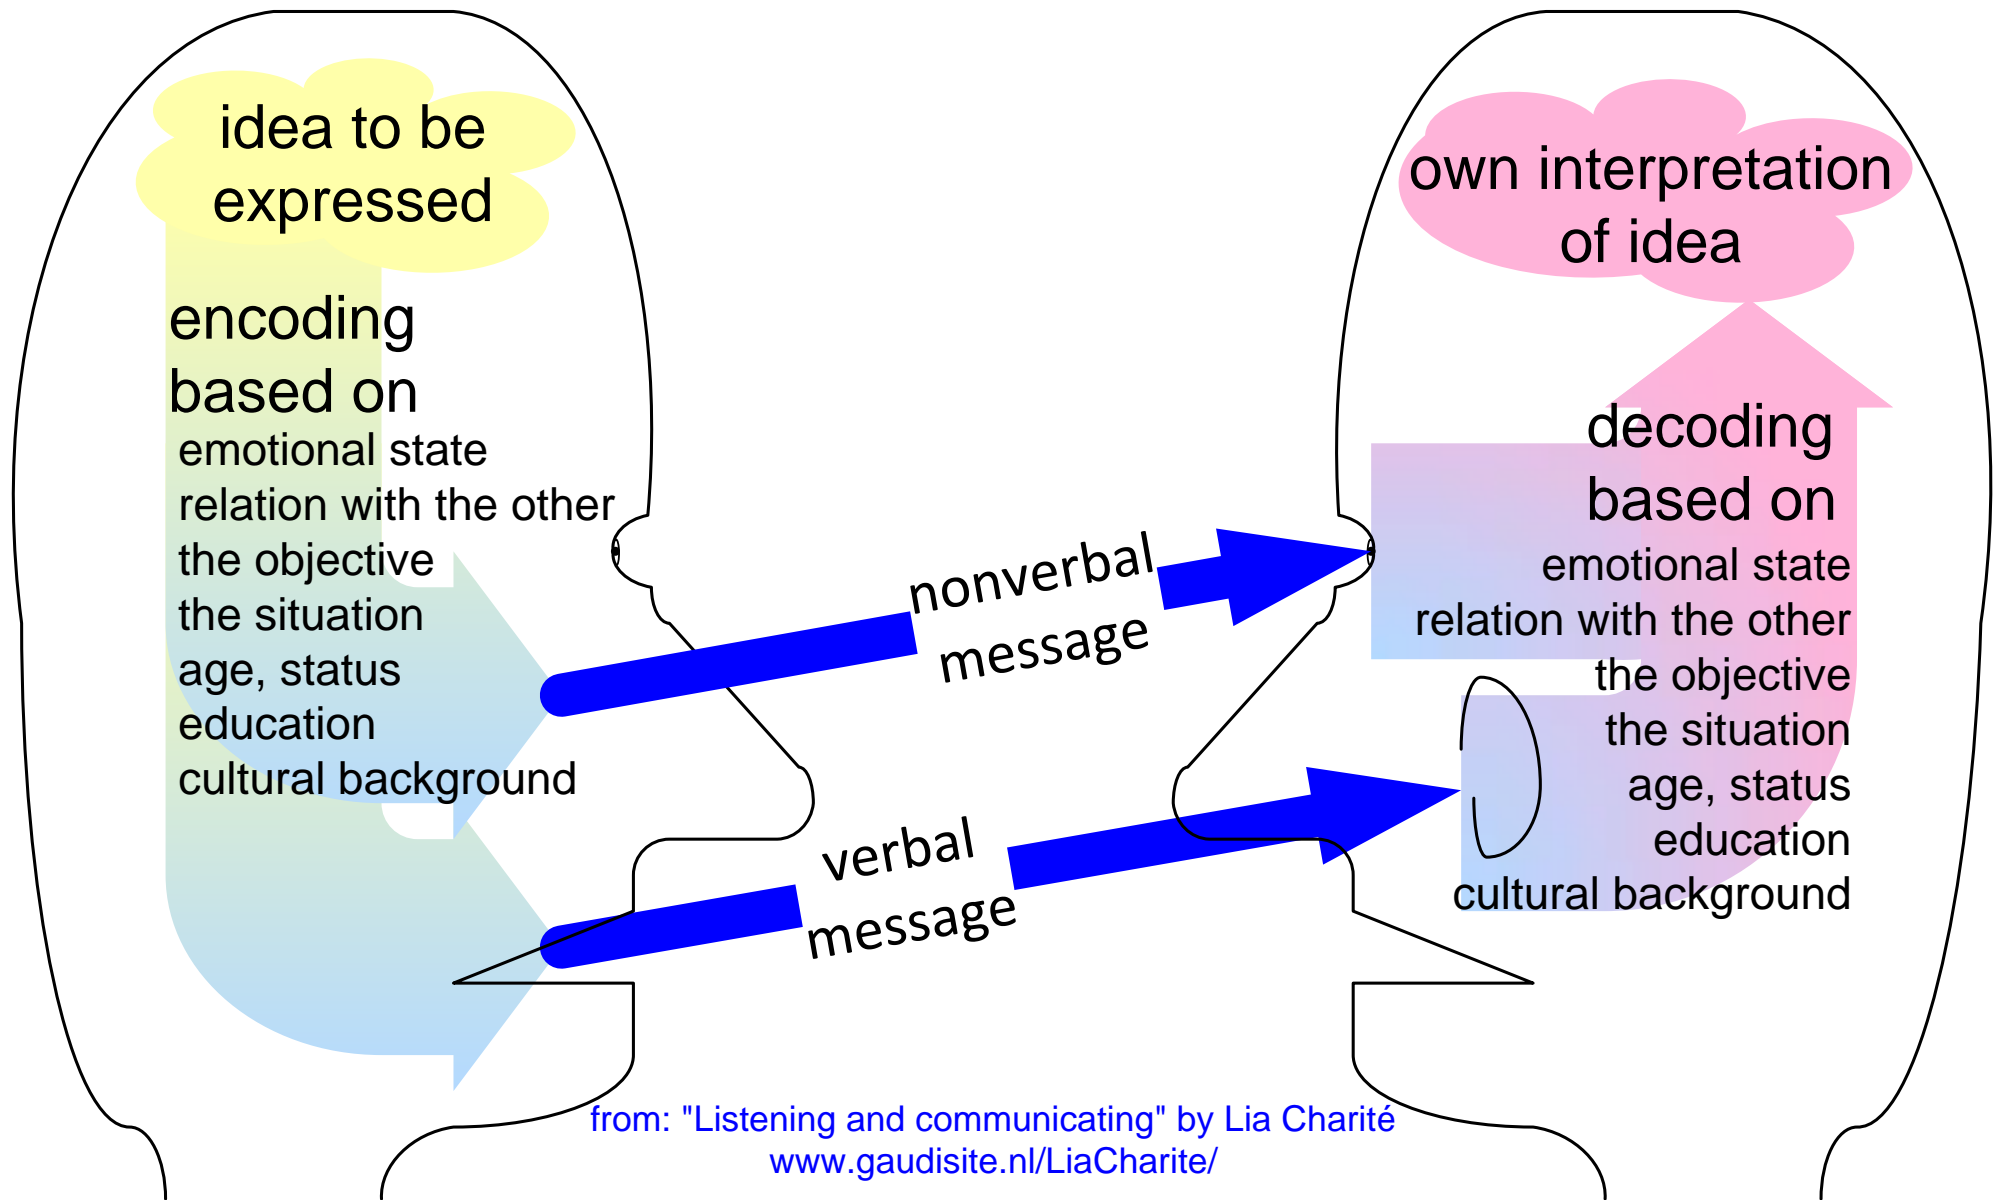 idea to be
expressed
encoding
based on
emotional state
relation with the other
the objective
the situation
age, status
education
cultural background
nonverbal
message
verbal
message
own interpretation
of idea
decoding
based on
emotional state
relation with the other
the objective
the situation
age, status
education
cultural background
from: "Listening and communicating" by Lia Charité
www.gaudisite.nl/LiaCharite/